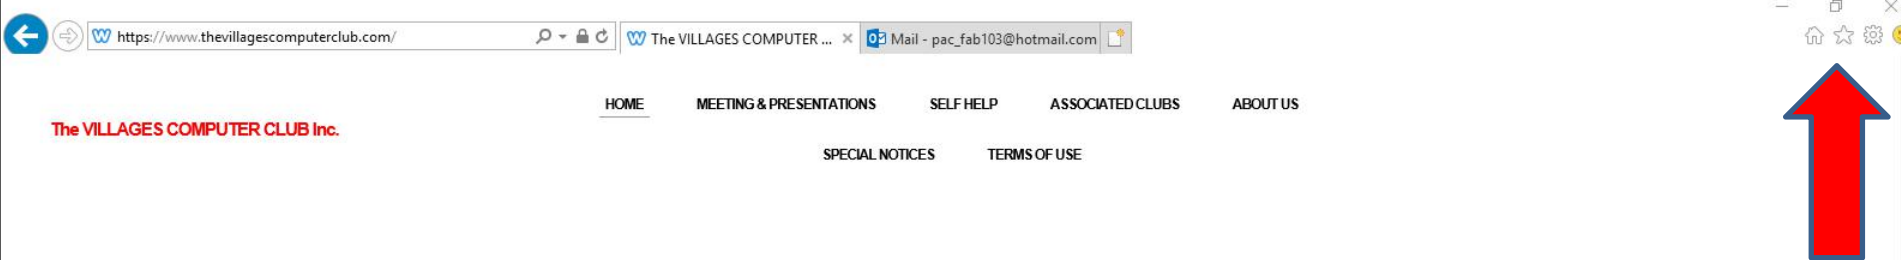 https://www.thevillagescomputerclub.com/
The VILLAGES COMPUTER ...
Mail - pac_fab103@hotmail.com
HOME MEETING & PRESENTATIONS SELF HELP ASSOCIATED CLUBS ABOUT US
The VILLAGES COMPUTER CLUB Inc.
SPECIAL NOTICES TERMS OF USE